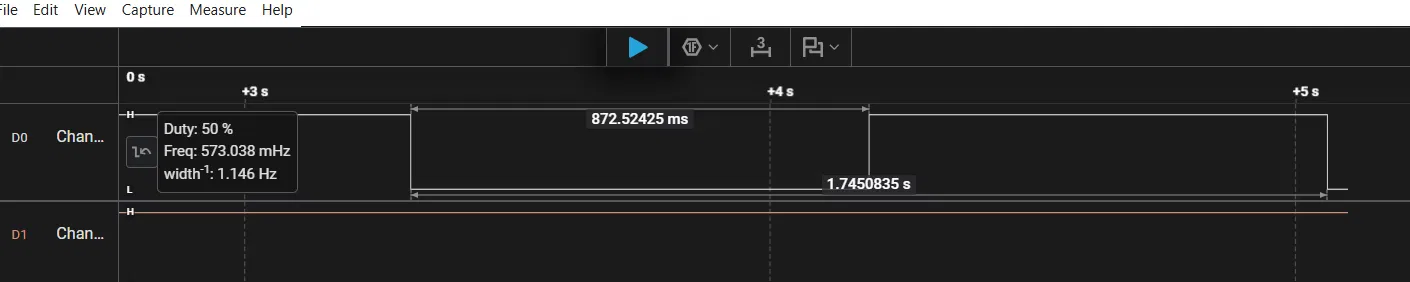 File Edit View Capture Measure Help
3
0 s
+3 s +4 s +5 s
H
872.52425 ms
D0 Chan...
Duty: 50 %
Freq: 573.038 mHz
width-1: 1.146 Hz
L
1.7450835 s
H
D1 Chan...